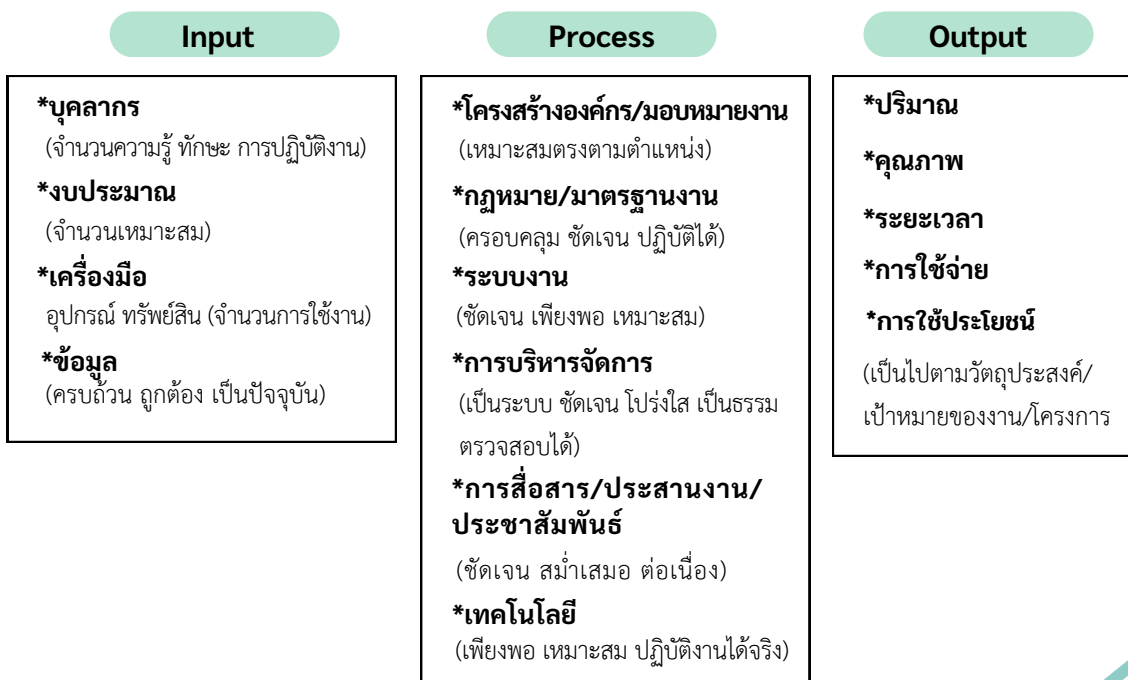 Input
*บุคลากร
(จำนวนความรู้ ทักษะ การปฏิบัติงาน)
*งบประมาณ
(จำนวนเหมาะสม)
*เครื่องมือ
อุปกรณ์ ทรัพย์สิน (จำนวนการใช้งาน)
*ข้อมูล
(ครบถ้วน ถูกต้อง เป็นปัจจุบัน)
Process
*โครงสร้างองค์กร/มอบหมายงาน
(เหมาะสมตรงตามตำแหน่ง)
*กฎหมาย/มาตรฐานงาน
(ครอบคลุม ชัดเจน ปฏิบัติได้)
*ระบบงาน
(ชัดเจน เพียงพอ เหมาะสม)
*การบริหารจัดการ
(เป็นระบบ ชัดเจน โปร่งใส เป็นธรรม
ตรวจสอบได้)
*การสื่อสาร/ประสานงาน/
ประชาสัมพันธ์
(ชัดเจน สม่ำเสมอ ต่อเนื่อง)
*เทคโนโลยี
(เพียงพอ เหมาะสม ปฏิบัติงานได้จริง)
Output
*ปริมาณ
*คุณภาพ
*ระยะเวลา
*การใช้จ่าย
*การใช้ประโยชน์
(เป็นไปตามวัตถุประสงค์/
เป้าหมายของงาน/โครงการ